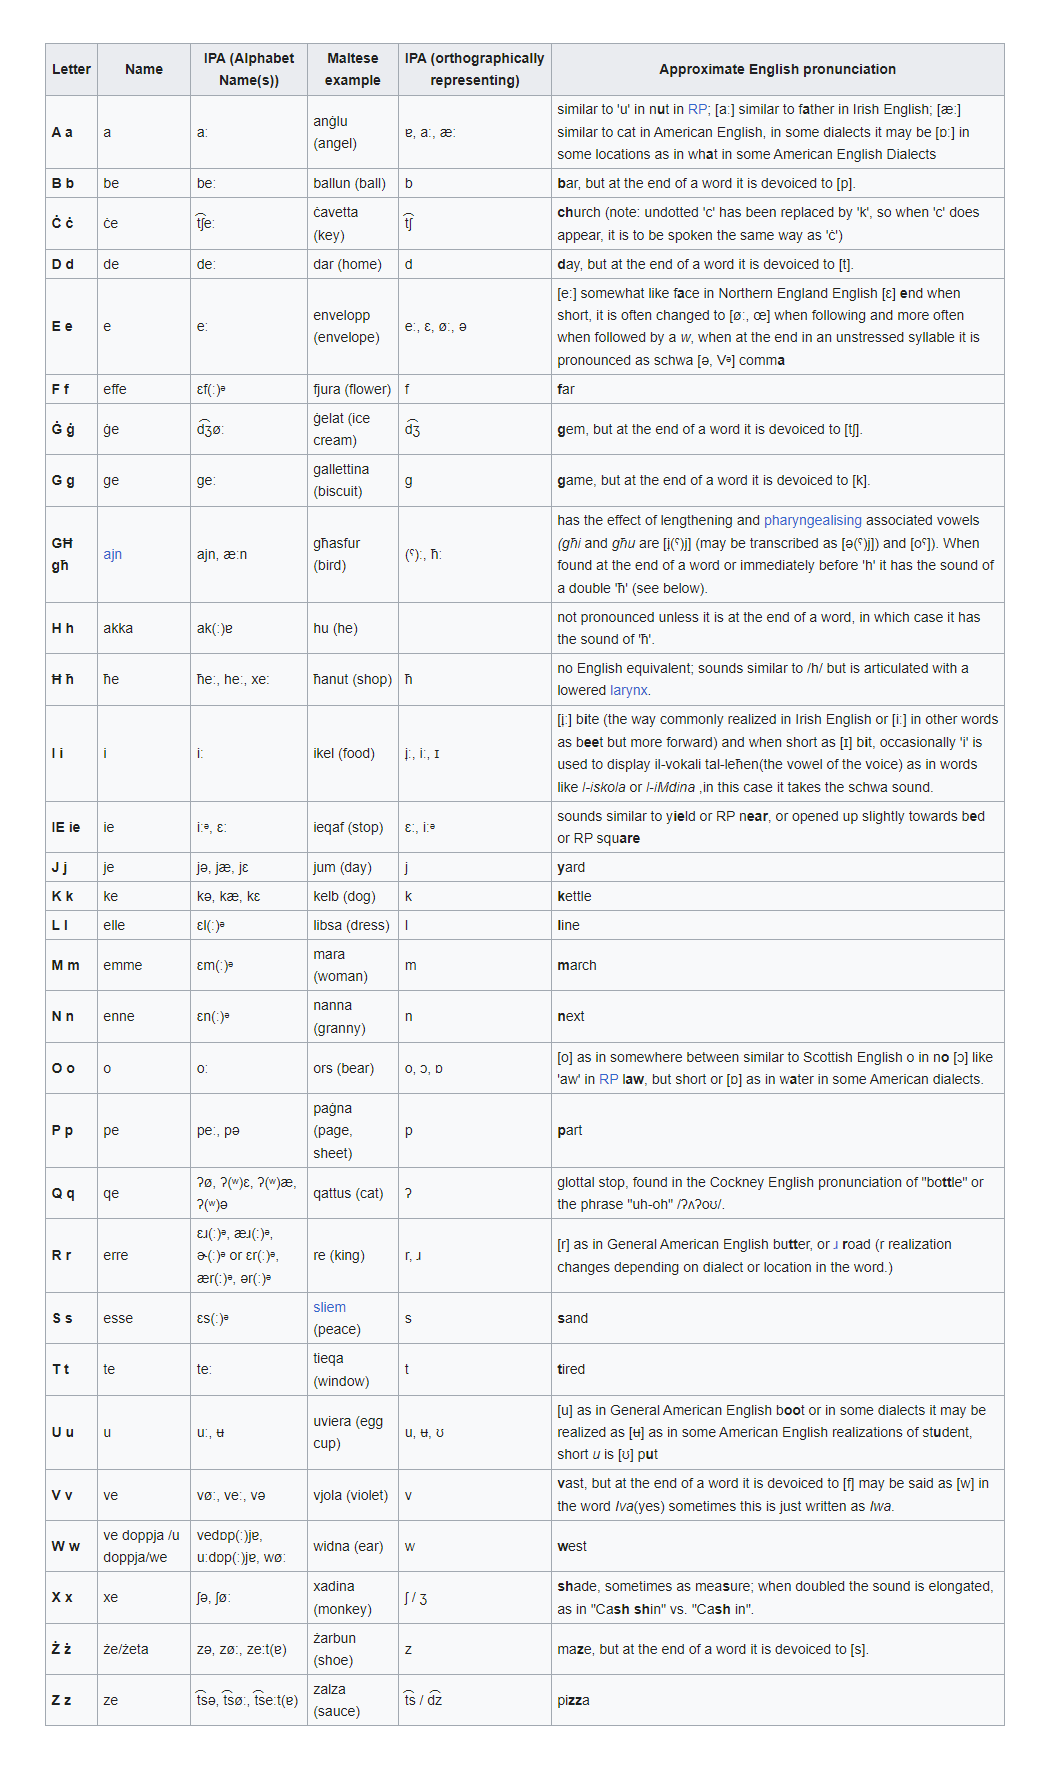 Letter Name IPA (Alphabet Name(s)) Maltese example IPA (orthographically representing) Approximate English pronunciation
A a a aː anġlu (angel) ɐ, aː, æː similar to 'u' in nut in RP; [aː] similar to father in Irish English; [æː] similar to cat in American English, in some dialects it may be [ɒː] in some locations as in what in some American English Dialects
B b be beː ballun (ball) b bar, but at the end of a word it is devoiced to [p].
Ċ ċ ċe t͡ʃeː ċavetta (key) t͡ʃ church (note: undotted 'c' has been replaced by 'k', so when 'c' does appear, it is to be spoken the same way as 'ċ')
D d de deː dar (home) d day, but at the end of a word it is devoiced to [t].
E e e eː envelopp (envelope) eː, ɛ, øː, ə [eː] somewhat like face in Northern England English [ɛ] end when short, it is often changed to [øː, œ] when following and more often when followed by a w, when at the end in an unstressed syllable it is pronounced as schwa [ə, Vᵊ] comma
F f effe ɛf(ː)ᵊ fjura (flower) f far
Ġ ġ ġe d͡ʒøː ġelat (ice cream) d͡ʒ gem, but at the end of a word it is devoiced to [tʃ].
G g ge geː gallettina (biscuit) g game, but at the end of a word it is devoiced to [k].
GĦ għ ajn ajn, æːn għasfur (bird) (ˤ)ː, ħː has the effect of lengthening and pharyngealising associated vowels (għi and għu are [i̞(ˤ)j] (may be transcribed as [ə(ˤ)j]) and [oˤ]). When found at the end of a word or immediately before 'h' it has the sound of a double 'ħ' (see below).
H h akka ak(ː)ɐ hu (he) not pronounced unless it is at the end of a word, in which case it has the sound of 'ħ'.
Ħ ħ ħe ħeː, heː, xeː ħanut (shop) ħ no English equivalent; sounds similar to /h/ but is articulated with a lowered larynx.
I i i iː ikel (food) i̞ː, iː, ɪ [i̞ː] bite (the way commonly realized in Irish English or [iː] in other words as beet but more forward) and when short as [ɪ] bit, occasionally 'i' is used to display il-vokali tal-leħen(the vowel of the voice) as in words like l-iskola or l-iMdina ,in this case it takes the schwa sound.
IE ie ie iːᵊ, ɛː ieqaf (stop) ɛː, iːᵊ sounds similar to yield or RP near, or opened up slightly towards bed or RP square
J j je jə, jæ, jɛ jum (day) j yard
K k ke kə, kæ, kɛ kelb (dog) k kettle
L l elle ɛl(ː)ᵊ libsa (dress) l line
M m emme ɛm(ː)ᵊ mara (woman) m march
N n enne ɛn(ː)ᵊ nanna (granny) n next
O o o oː ors (bear) o, ɔ, ɒ [o] as in somewhere between similar to Scottish English o in no [ɔ] like 'aw' in RP law, but short or [ɒ] as in water in some American dialects.
P p pe peː, pə paġna (page, sheet) p part
Q q qe ʔø, ʔ(ʷ)ɛ, ʔ(ʷ)æ, ʔ(ʷ)ə qattus (cat) ʔ glottal stop, found in the Cockney English pronunciation of "bottle" or the phrase "uh-oh" /ʔʌʔoʊ/.
R r erre ɛɹ(ː)ᵊ, æɹ(ː)ᵊ, ɚ(ː)ᵊ or ɛr(ː)ᵊ, ær(ː)ᵊ, ər(ː)ᵊ re (king) r, ɹ [r] as in General American English butter, or ɹ road (r realization changes depending on dialect or location in the word.)
S s esse ɛs(ː)ᵊ sliem (peace) s sand
T t te teː tieqa (window) t tired
U u u uː, ʉ uviera (egg cup) u, ʉ, ʊ [u] as in General American English boot or in some dialects it may be realized as [ʉ] as in some American English realizations of student, short u is [ʊ] put
V v ve vøː, veː, və vjola (violet) v vast, but at the end of a word it is devoiced to [f] may be said as [w] in the word Iva(yes) sometimes this is just written as Iwa.
W w ve doppja /u doppja/we vedɒp(ː)jɐ, uːdɒp(ː)jɐ, wøː widna (ear) w west
X x xe ʃə, ʃøː xadina (monkey) ʃ / ʒ shade, sometimes as measure; when doubled the sound is elongated, as in "Cash shin" vs. "Cash in".
Ż ż że/żeta zə, zøː, zeːt(ɐ) żarbun (shoe) z maze, but at the end of a word it is devoiced to [s].
Z z ze t͡sə, t͡søː, t͡seːt(ɐ) zalza (sauce) t͡s / d͡z pizza